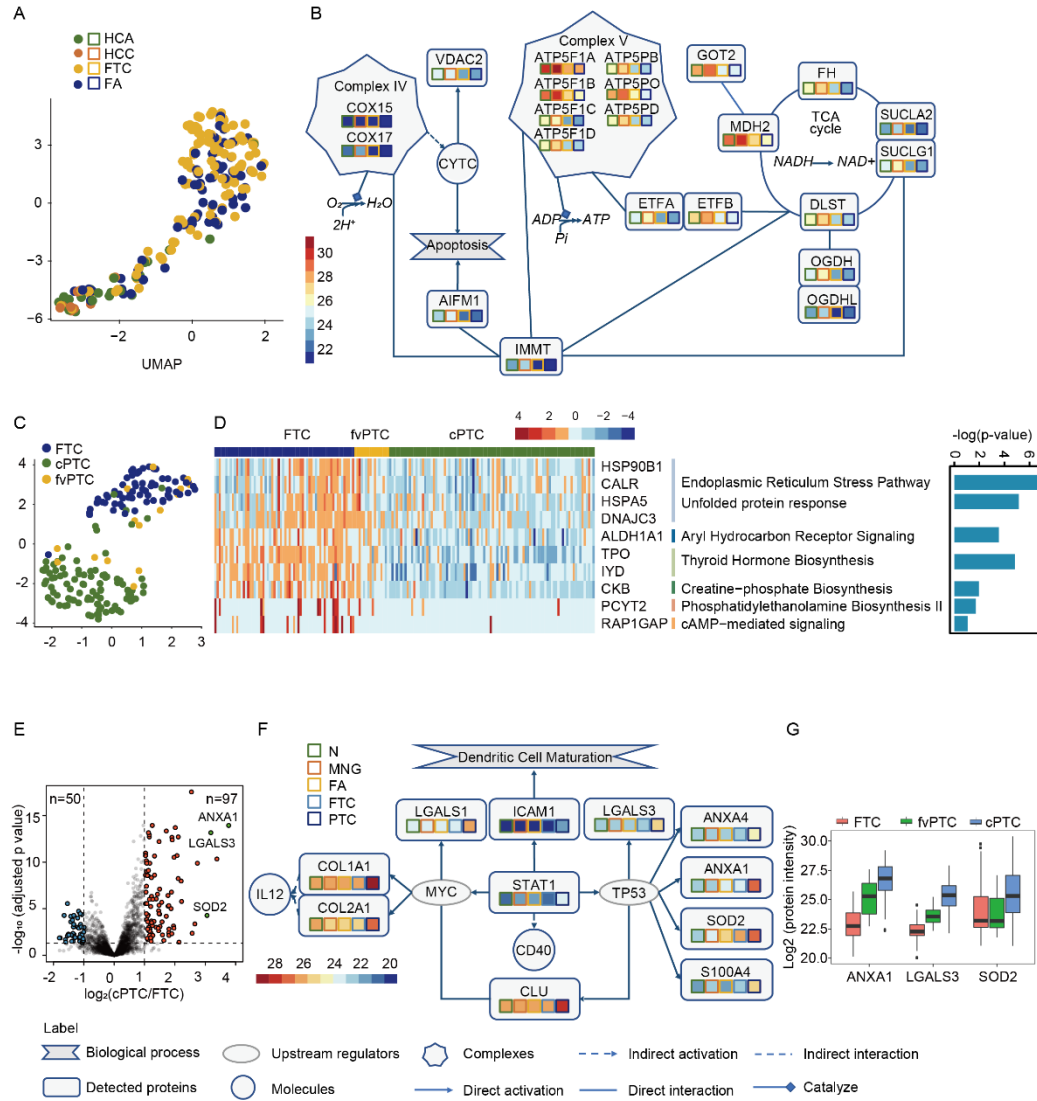 A
HCA
HCC
FTC
FA
3
0
−3
−6
−2
0
2
UMAP
B
Complex IV
COX15
COX17
O₂
H₂O
2H⁺
VDAC2
CYTC
Apoptosis
AIFM1
30
28
26
24
22
Complex V
ATP5F1A
ATP5PB
ATP5F1B
ATP5PO
ATP5F1C
ATP5PD
ATP5F1D
ADP
ATP
Pi
ETFA
ETFB
IMMT
GOT2
MDH2
FH
TCA
cycle
NADH
NAD+
SUCLA2
SUCLG1
DLST
OGDH
OGDHL
C
FTC
cPTC
fvPTC
4
2
0
−2
−4
−2
−1
0
1
2
3
D
4
2
0
−2
−4
FTC
fvPTC
cPTC
HSP90B1
CALR
HSPA5
DNAJC3
ALDH1A1
TPO
IYD
CKB
PCYT2
RAP1GAP
Endoplasmic Reticulum Stress Pathway
Unfolded protein response
Aryl Hydrocarbon Receptor Signaling
Thyroid Hormone Biosynthesis
Creatine−phosphate Biosynthesis
Phosphatidylethanolamine Biosynthesis II
cAMP−mediated signaling
-log(p-value)
0 1 2 3 4 5 6
E
n=50
n=97
ANXA1
LGALS3
SOD2
15
10
5
0
−2
−1
0
1
2
3
4
-log₁₀ (adjusted p value)
log₂(cPTC/FTC)
F
N
MNG
FA
FTC
PTC
Dendritic Cell Maturation
LGALS1
ICAM1
LGALS3
COL1A1
COL2A1
IL12
MYC
STAT1
TP53
CD40
CLU
ANXA4
ANXA1
SOD2
S100A4
28 26 24 22 20
G
FTC
fvPTC
cPTC
Log2 (protein intensity)
30.0
27.5
25.0
22.5
20.0
ANXA1
LGALS3
SOD2
Label
Biological process
Upstream regulators
Complexes
Indirect activation
Indirect interaction
Detected proteins
Molecules
Direct activation
Direct interaction
Catalyze